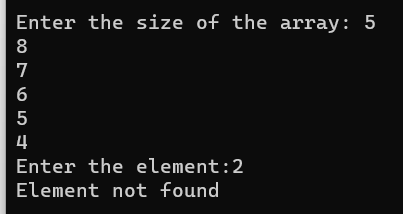 Enter the size of the array: 5
8
7
6
5
4
Enter the element:2
Element not found